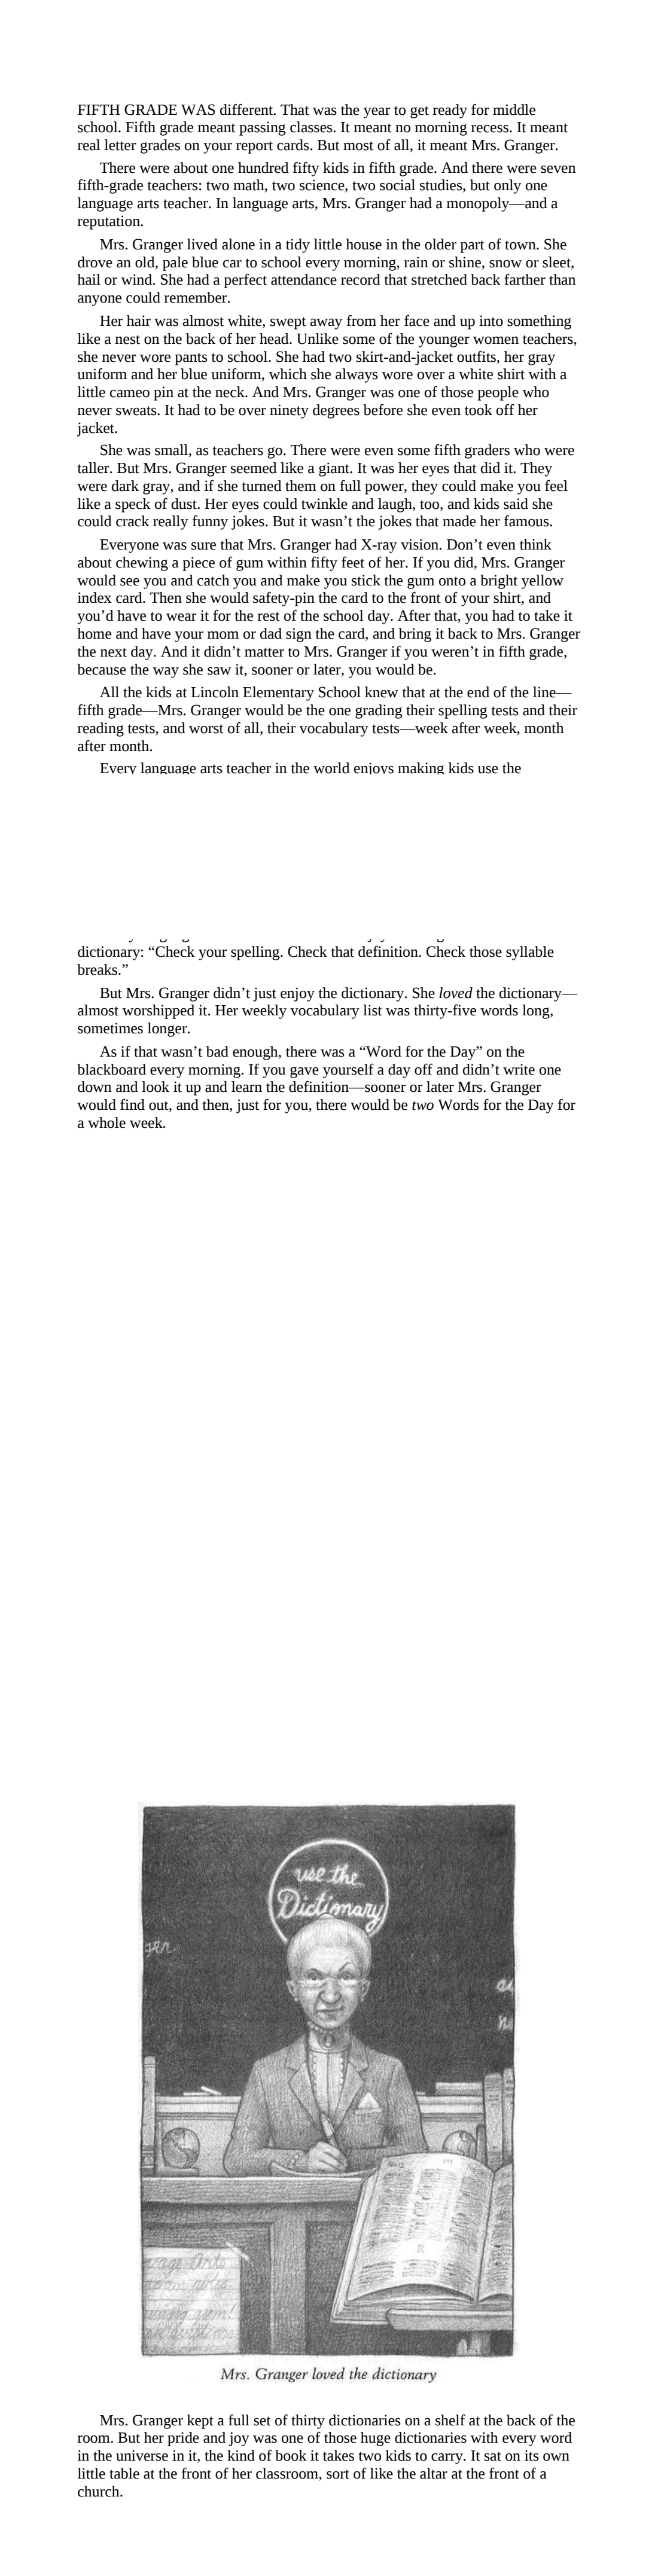 FIFTH GRADE WAS different. That was the year to get ready for middle
school. Fifth grade meant passing classes. It meant no morning recess. It meant
real letter grades on your report cards. But most of all, it meant Mrs. Granger.
There were about one hundred fifty kids in fifth grade. And there were seven
fifth-grade teachers: two math, two science, two social studies, but only one
language arts teacher. In language arts, Mrs. Granger had a monopoly—and a
reputation.
Mrs. Granger lived alone in a tidy little house in the older part of town. She
drove an old, pale blue car to school every morning, rain or shine, snow or sleet,
hail or wind. She had a perfect attendance record that stretched back farther than
anyone could remember.
Her hair was almost white, swept away from her face and up into something
like a nest on the back of her head. Unlike some of the younger women teachers,
she never wore pants to school. She had two skirt-and-jacket outfits, her gray
uniform and her blue uniform, which she always wore over a white shirt with a
little cameo pin at the neck. And Mrs. Granger was one of those people who
never sweats. It had to be over ninety degrees before she even took off her
jacket.
She was small, as teachers go. There were even some fifth graders who were
taller. But Mrs. Granger seemed like a giant. It was her eyes that did it. They
were dark gray, and if she turned them on full power, they could make you feel
like a speck of dust. Her eyes could twinkle and laugh, too, and kids said she
could crack really funny jokes. But it wasn’t the jokes that made her famous.
Everyone was sure that Mrs. Granger had X-ray vision. Don’t even think
about chewing a piece of gum within fifty feet of her. If you did, Mrs. Granger
would see you and catch you and make you stick the gum onto a bright yellow
index card. Then she would safety-pin the card to the front of your shirt, and
you’d have to wear it for the rest of the school day. After that, you had to take it
home and have your mom or dad sign the card, and bring it back to Mrs. Granger
the next day. And it didn’t matter to Mrs. Granger if you weren’t in fifth grade,
because the way she saw it, sooner or later, you would be.
All the kids at Lincoln Elementary School knew that at the end of the line—
fifth grade—Mrs. Granger would be the one grading their spelling tests and their
reading tests, and worst of all, their vocabulary tests—week after week, month
after month.
Every language arts teacher in the world enjoys making kids use the
dictionary: “Check your spelling. Check that definition. Check those syllable
breaks.”
But Mrs. Granger didn’t just enjoy the dictionary. She loved the dictionary—
almost worshipped it. Her weekly vocabulary list was thirty-five words long,
sometimes longer.
As if that wasn’t bad enough, there was a “Word for the Day” on the
blackboard every morning. If you gave yourself a day off and didn’t write one
down and look it up and learn the definition—sooner or later Mrs. Granger
would find out, and then, just for you, there would be two Words for the Day for
a whole week.
use the
Dictionary
Mrs. Granger loved the dictionary
Mrs. Granger kept a full set of thirty dictionaries on a shelf at the back of the
room. But her pride and joy was one of those huge dictionaries with every word
in the universe in it, the kind of book it takes two kids to carry. It sat on its own
little table at the front of her classroom, sort of like the altar at the front of a
church.